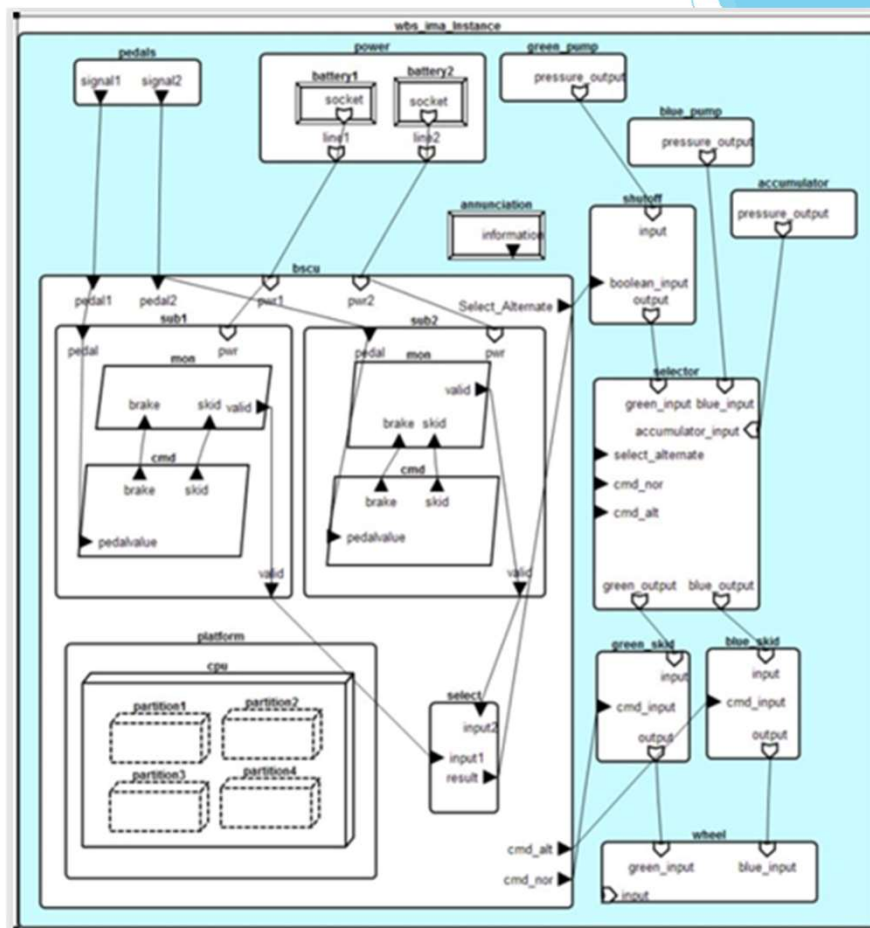 wbs_ima_Instance
pedals
signal1 signal2
power
battery1 battery2
socket socket
line1 line2
green_pump
pressure_output
blue_pump
pressure_output
accumulator
pressure_output
annunciation
information
shutoff
input
boolean_input
output
bscu
pedal1 pedal2 pwr1 pwr2
Select_Alternate
sub1
pedal pwr
mon
brake skid valid
cmd
brake skid
pedalvalue
valid
sub2
pedal pwr
mon
valid
brake skid
cmd
brake skid
pedalvalue
valid
selector
green_input blue_input
accumulator_input
select_alternate
cmd_nor
cmd_alt
green_output blue_output
platform
cpu
partition1 partition2
partition3 partition4
select
input2
input1
result
cmd_alt
cmd_nor
green_skid
input
cmd_input
output
blue_skid
input
cmd_input
output
wheel
green_input blue_input
input